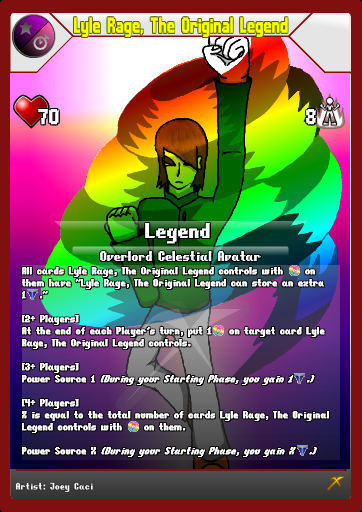 Lyle Rage, The Original Legend
70
8
Legend
Overlord Celestial Avatar
All cards Lyle Rage, The Original Legend controls with on
them have "Lyle Rage, The Original Legend can store an extra
1."
[2+ Players]
At the end of each Player's turn, put 1 on target card Lyle
Rage, The Original Legend controls.
[3+ Players]
Power Source 1 (During your Starting Phase, you gain 1.)
[4+ Players]
X is equal to the total number of cards Lyle Rage, The Original
Legend controls with on them.
Power Source X (During your Starting Phase, you gain X.)
Artist: Joey Caci